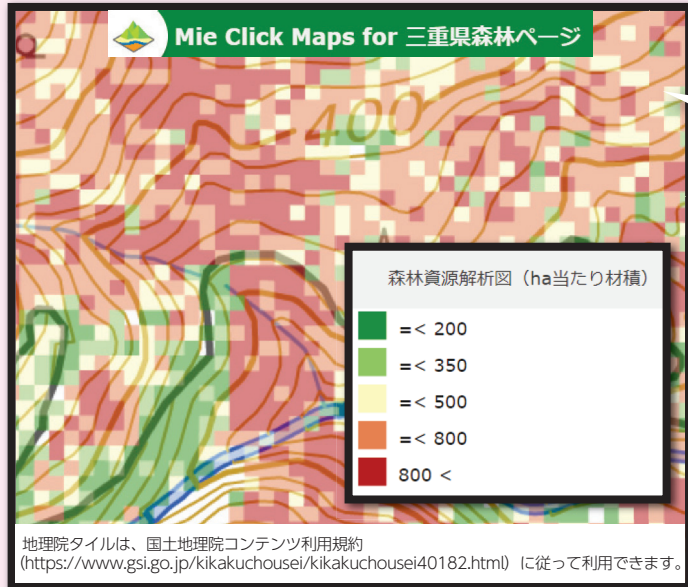 Mie Click Maps for 三重県森林ページ
400
森林資源解析図（ha当たり材積）
=< 200
=< 350
=< 500
=< 800
800 <
地理院タイルは、国土地理院コンテンツ利用規約
(https://www.gsi.go.jp/kikakuchousei/kikakuchousei40182.html) に従って利用できます。